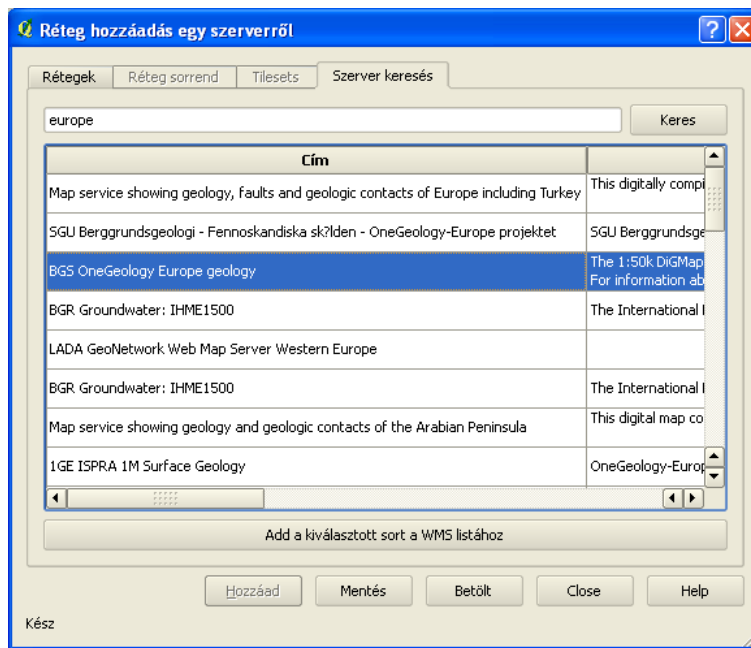 Réteg hozzáadás egy szerverről
Rétegek Réteg sorrend Tilesets Szerver keresés
europe Keres
Cím
Map service showing geology, faults and geologic contacts of Europe including Turkey This digitally compi
SGU Berggrundsgeologi - Fennoskandiska sk?lden - OneGeology-Europe projektet SGU Berggrundsge
BGS OneGeology Europe geology The 1:50k DiGMap
For information ab
BGR Groundwater: IHME1500 The International
LADA GeoNetwork Web Map Server Western Europe
BGR Groundwater: IHME1500 The International
Map service showing geology and geologic contacts of the Arabian Peninsula This digital map co
1GE ISPRA 1M Surface Geology OneGeology-Europ
Add a kiválasztott sort a WMS listához
Hozzáad Mentés Betölt Close Help
Kész